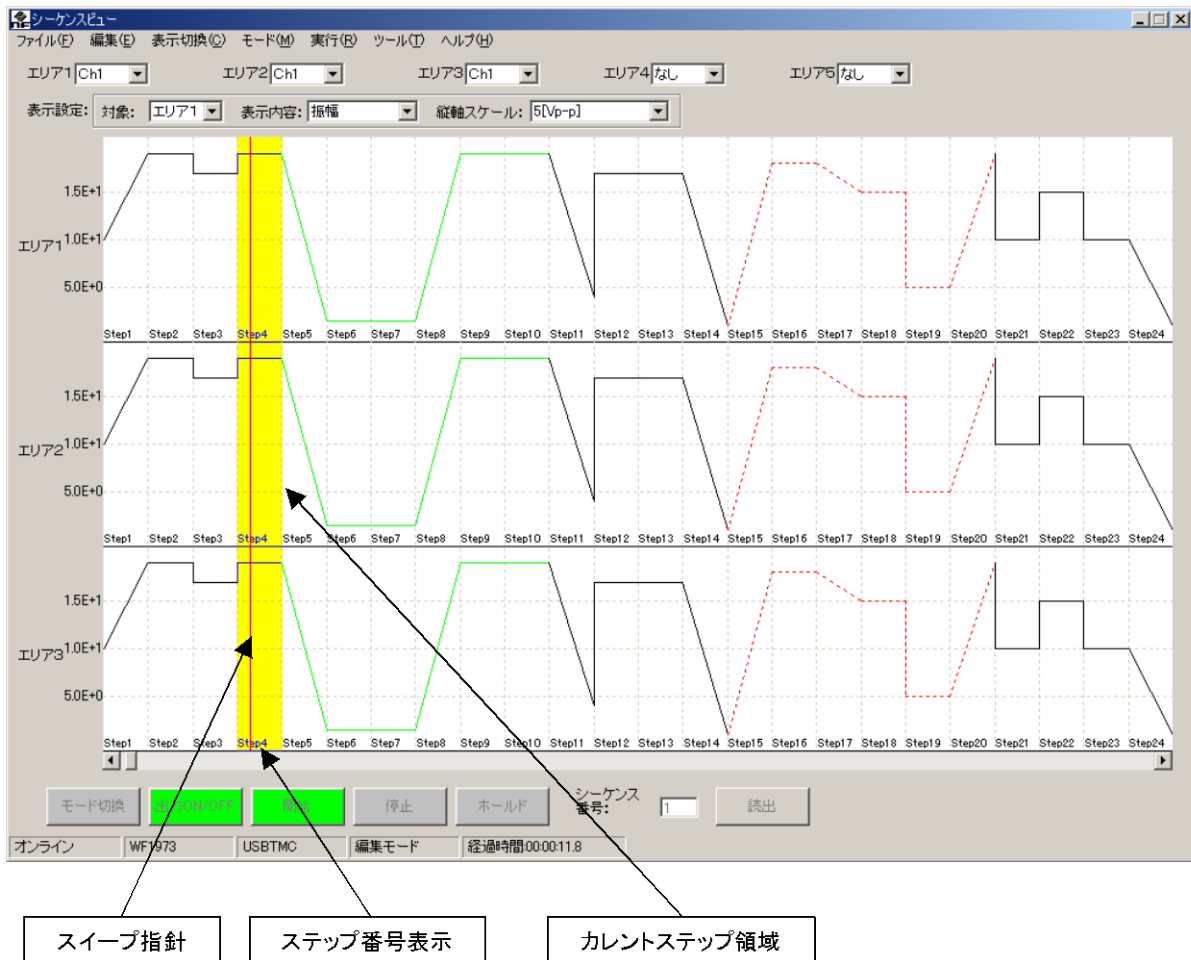 シーケンスビュー
ファイル(F) 編集(E) 表示切換(C) モード(M) 実行(R) ツール(T) ヘルプ(H)
エリア1 Ch1 エリア2 Ch1 エリア3 Ch1 エリア4 なし エリア5 なし
表示設定: 対象: エリア1 表示内容: 振幅 縦軸スケール: 5[Vp-p]
1.5E+1
エリア1 1.0E+1
5.0E+0
Step1 Step2 Step3 Step4 Step5 Step6 Step7 Step8 Step9 Step10 Step11 Step12 Step13 Step14 Step15 Step16 Step17 Step18 Step19 Step20 Step21 Step22 Step23 Step24
1.5E+1
エリア2 1.0E+1
5.0E+0
Step1 Step2 Step3 Step4 Step5 Step6 Step7 Step8 Step9 Step10 Step11 Step12 Step13 Step14 Step15 Step16 Step17 Step18 Step19 Step20 Step21 Step22 Step23 Step24
1.5E+1
エリア3 1.0E+1
5.0E+0
Step1 Step2 Step3 Step4 Step5 Step6 Step7 Step8 Step9 Step10 Step11 Step12 Step13 Step14 Step15 Step16 Step17 Step18 Step19 Step20 Step21 Step22 Step23 Step24
モード切換 出力ON/OFF 開始 停止 ホールド シーケンス番号: 1 読出
オンライン WF1973 USBTMC 編集モード 経過時間:00:00:11.8
スイープ指針 ステップ番号表示 カレントステップ領域